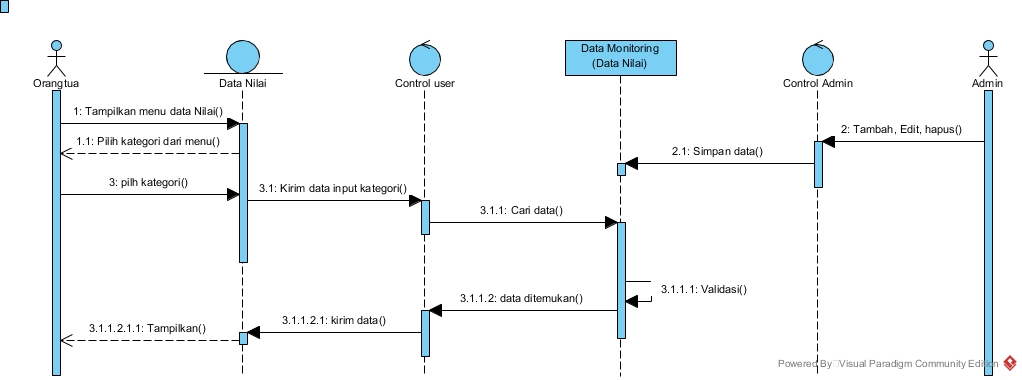 Orangtua
Data Nilai
Control user
Data Monitoring
(Data Nilai)
Control Admin
Admin
1: Tampilkan menu data Nilai()
1.1: Pilih kategori dari menu()
2: Tambah, Edit, hapus()
2.1: Simpan data()
3: pilh kategori()
3.1: Kirim data input kategori()
3.1.1: Cari data()
3.1.1.1: Validasi()
3.1.1.2: data ditemukan()
3.1.1.2.1: kirim data()
3.1.1.2.1.1: Tampilkan()
Powered By Visual Paradigm Community Edition